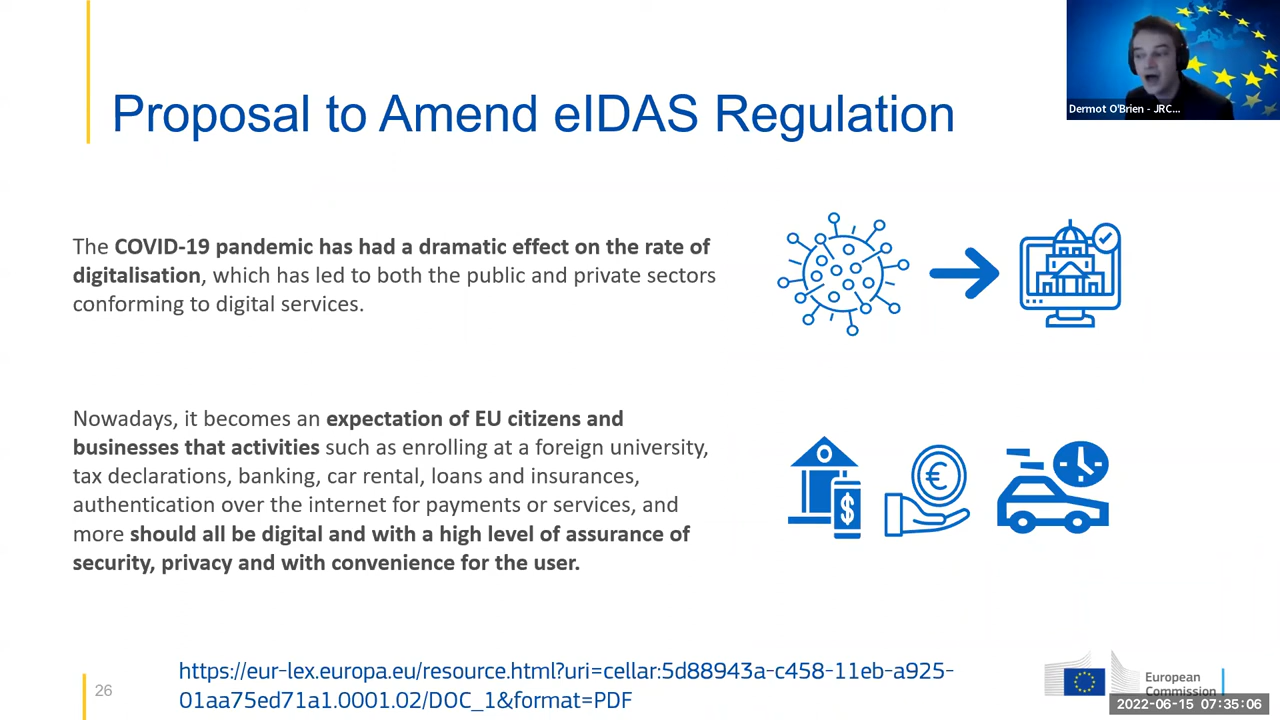 Dermot O'Brien - JRC...
Proposal to Amend eIDAS Regulation
The COVID-19 pandemic has had a dramatic effect on the rate of
digitalisation, which has led to both the public and private sectors
conforming to digital services.
Nowadays, it becomes an expectation of EU citizens and
businesses that activities such as enrolling at a foreign university,
tax declarations, banking, car rental, loans and insurances,
authentication over the internet for payments or services, and
more should all be digital and with a high level of assurance of
security, privacy and with convenience for the user.
$
€
26
https://eur-lex.europa.eu/resource.html?uri=cellar:5d88943a-c458-11eb-a925-
01aa75ed71a1.0001.02/DOC_1&format=PDF
European
Commission
2022-06-15 07:35:06